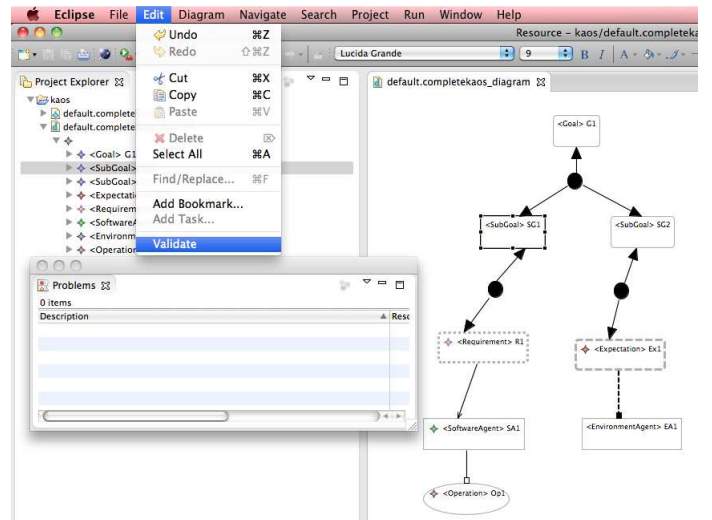 Eclipse File Edit Diagram Navigate Search Project Run Window Help
Resource - kaos/default.completeka
Lucida Grande 9 B I A
Undo ⌘Z
Redo ⇧⌘Z
Cut ⌘X
Copy ⌘C
Paste ⌘V
Delete ⌦
Select All ⌘A
Find/Replace... ⌘F
Add Bookmark...
Add Task...
Validate
Project Explorer
kaos
default.complete
default.complete
<Goal> G1
<SubGoal>
<SubGoal>
<Expectati
<Requirem
<SoftwareA
<Environm
<Operation
Problems
0 items
Description Resc
default.completekaos_diagram
<Goal> G1
<SubGoal> SG1
<SubGoal> SG2
<Requirement> R1
<Expectation> Ex1
<SoftwareAgent> SA1
<EnvironmentAgent> EA1
<Operation> Op1